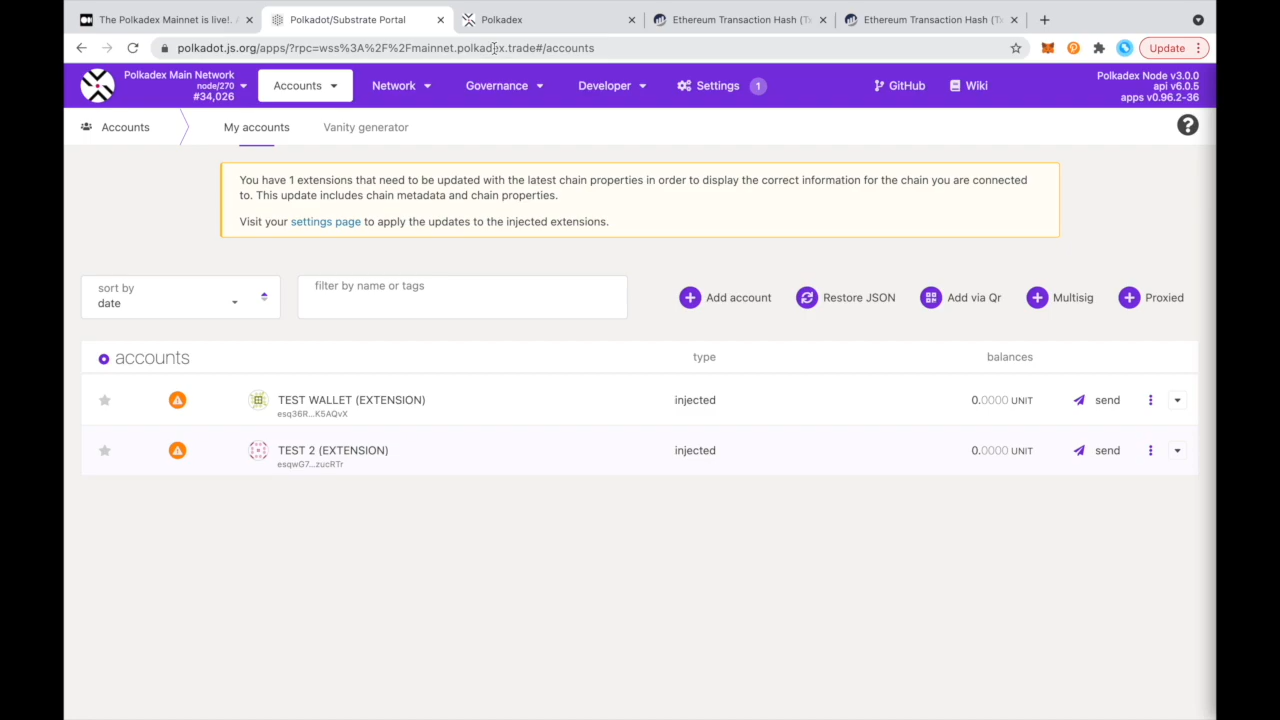 The Polkadex Mainnet is live!.
Polkadot/Substrate Portal
Polkadex
Ethereum Transaction Hash (Tx
Ethereum Transaction Hash (Tx
polkadot.js.org/apps/?rpc=wss%3A%2F%2Fmainnet.polkadex.trade#/accounts
Update
Polkadex Main Network
node/270
#34,026
Accounts
Network
Governance
Developer
Settings
1
GitHub
Wiki
Polkadex Node v3.0.0
api v6.0.5
apps v0.96.2-36
Accounts
My accounts
Vanity generator
You have 1 extensions that need to be updated with the latest chain properties in order to display the correct information for the chain you are connected
to. This update includes chain metadata and chain properties.
Visit your settings page to apply the updates to the injected extensions.
sort by
date
filter by name or tags
Add account
Restore JSON
Add via Qr
Multisig
Proxied
accounts
type
balances
TEST WALLET (EXTENSION)
esq36R...K5AQvX
injected
0.0000 UNIT
send
TEST 2 (EXTENSION)
esqwG7...zucRTr
injected
0.0000 UNIT
send